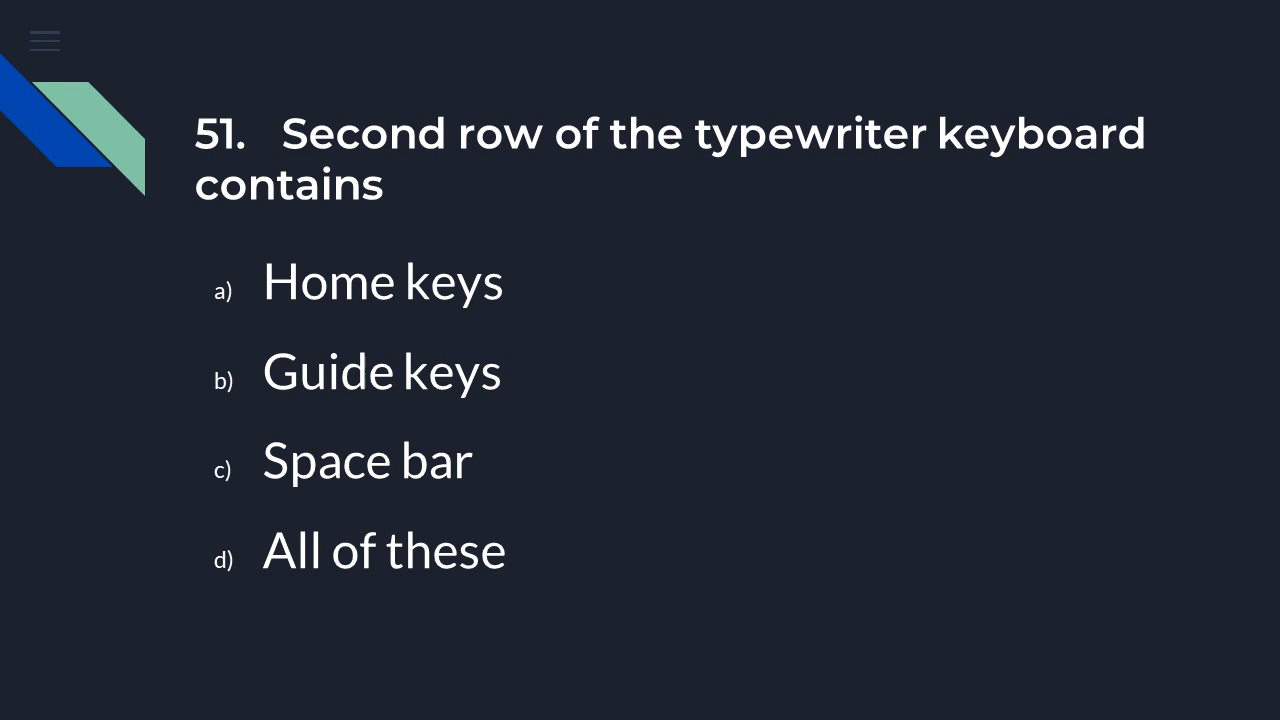 51. Second row of the typewriter keyboard
contains
a) Home keys
b) Guide keys
c) Space bar
d) All of these